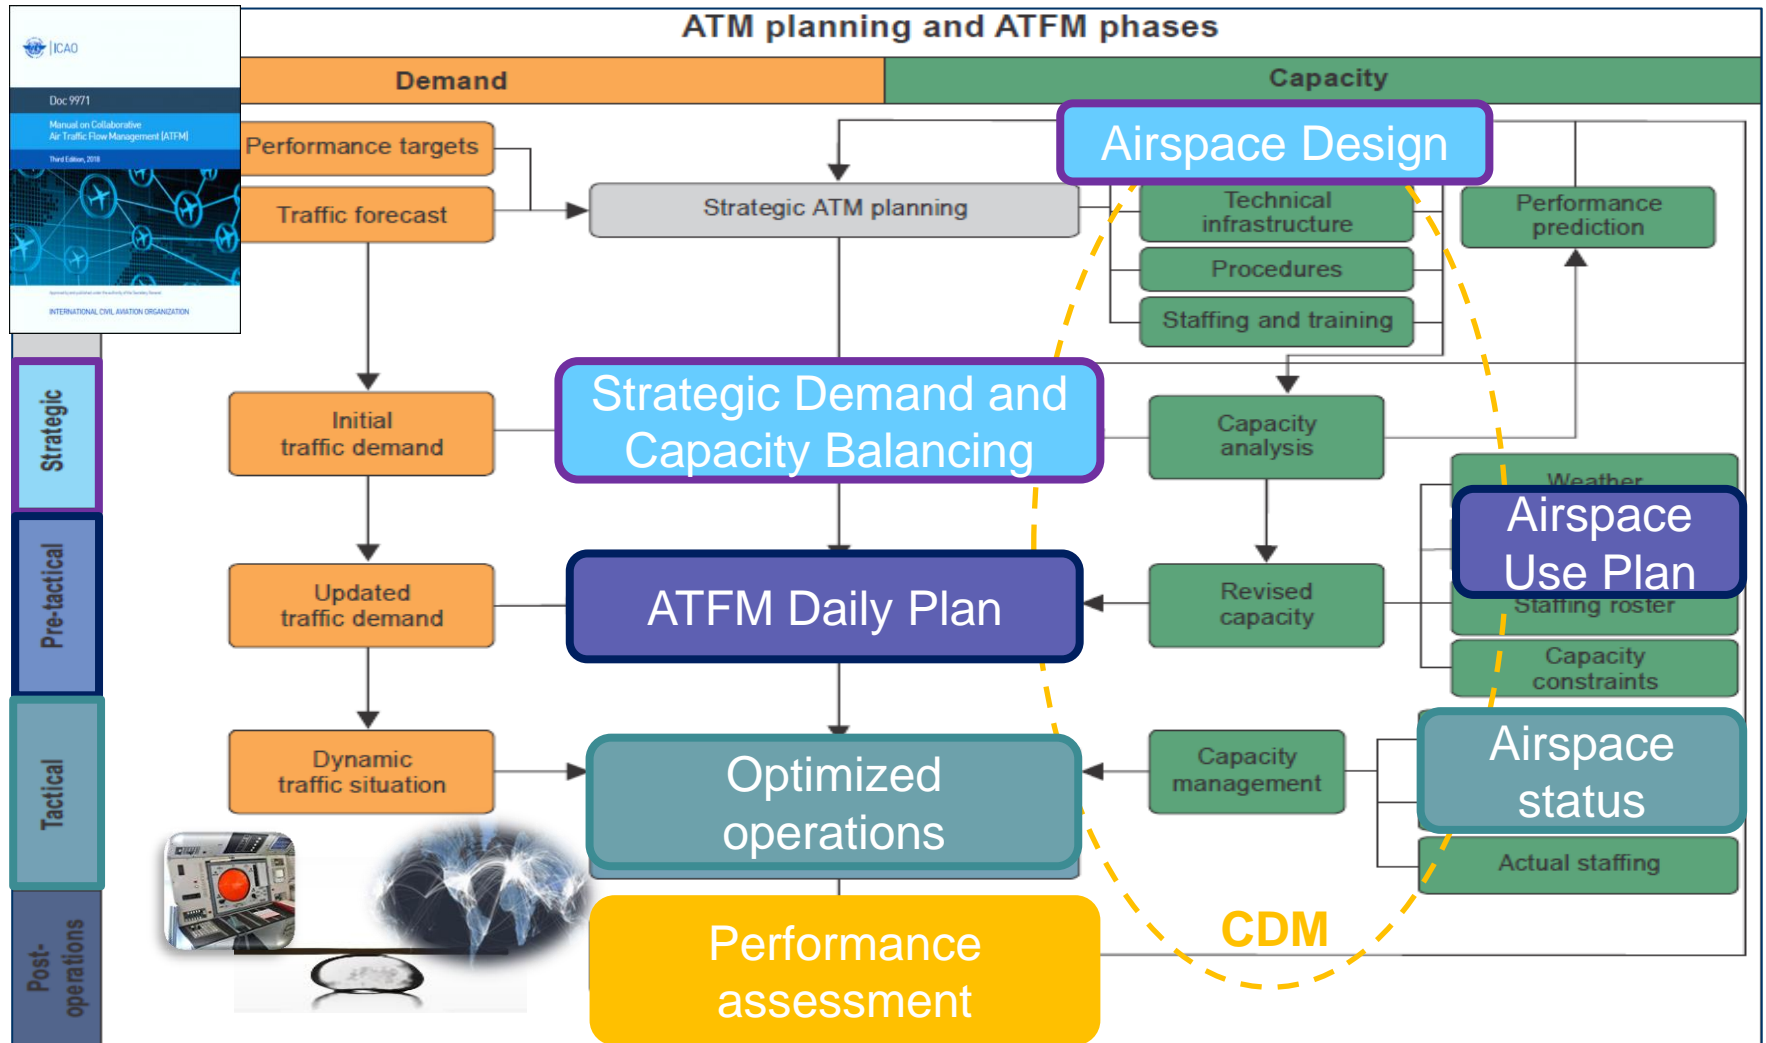 ATM planning and ATFM phases
ICAO
Doc 9971
Manual on Collaborative
Air Traffic Flow Management (ATFM)
Third Edition, 2018
INTERNATIONAL CIVIL AVIATION ORGANIZATION
Demand
Capacity
Performance targets
Traffic forecast
Strategic ATM planning
Airspace Design
Technical
infrastructure
Procedures
Staffing and training
Performance
prediction
Strategic
Initial
traffic demand
Strategic Demand and
Capacity Balancing
Capacity
analysis
Weather
Airspace
Use Plan
Staffing roster
Capacity
constraints
Pre-tactical
Updated
traffic demand
ATFM Daily Plan
Revised
capacity
Tactical
Dynamic
traffic situation
Optimized
operations
Capacity
management
Airspace
status
Actual staffing
Post-
operations
Performance
assessment
CDM